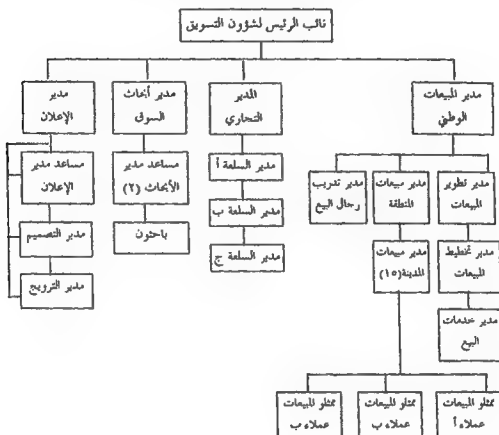 نائب الرئيس لشؤون التسويق
مدير المبيعات
الوطني
المدير
التجاري
مدير أبحاث
السوق
مدير
الإعلان
مدير تطوير
المبيعات
مدير مبيعات
المنطقة
مدير تدريب
رجال البيع
مدير السلعة أ
مساعد مدير
الأبحاث (٢)
مساعد مدير
الإعلان
مدير تخطيط
المبيعات
مدير مبيعات
المدينة(١٥)
مدير السلعة ب
باحثون
مدير التصميم
مدير السلعة ج
مدير الترويج
مدير خدمات
البيع
ممثلو المبيعات
عملاء أ
ممثلو المبيعات
عملاء ب
ممثلو المبيعات
عملاء ب